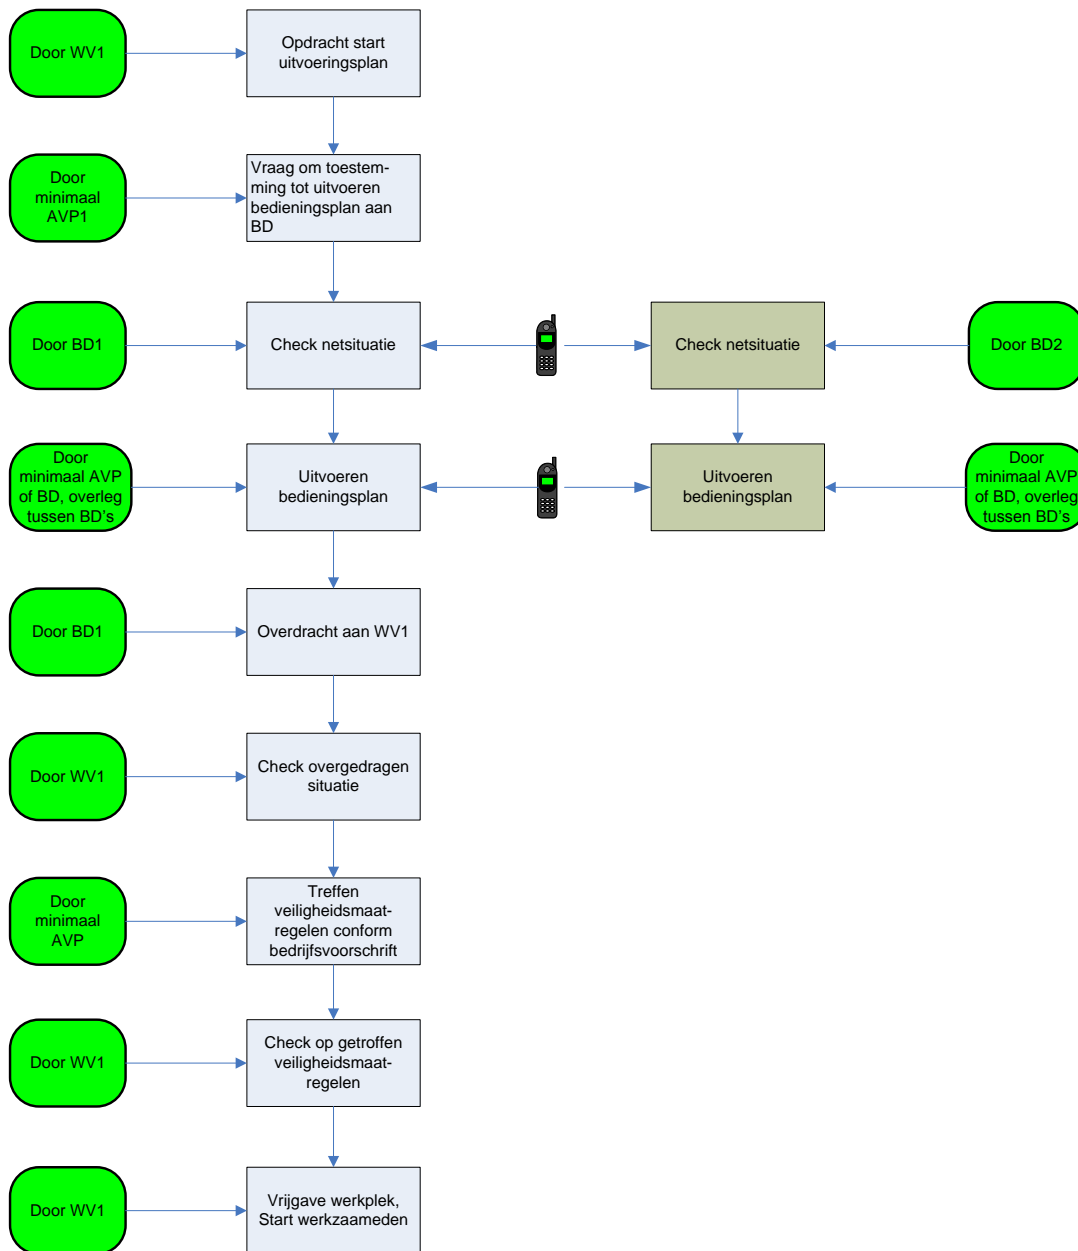 Door WV1
Opdracht start
uitvoeringsplan
Door
minimaal
AVP1
Vraag om toestem-
ming tot uitvoeren
bedieningsplan aan
BD
Door BD1
Check netsituatie
Check netsituatie
Door BD2
Door
minimaal AVP
of BD, overleg
tussen BD's
Uitvoeren
bedieningsplan
Uitvoeren
bedieningsplan
Door
minimaal AVP
of BD, overleg
tussen BD's
Door BD1
Overdracht aan WV1
Door WV1
Check overgedragen
situatie
Door
minimaal
AVP
Treffen
veiligheidsmaat-
regelen conform
bedrijfsvoorschrift
Door WV1
Check op getroffen
veiligheidsmaat-
regelen
Door WV1
Vrijgave werkplek,
Start werkzaameden